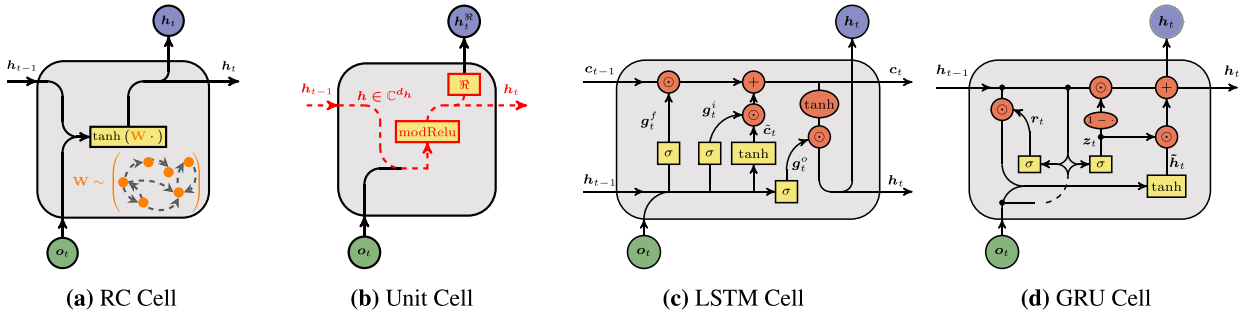 h_t
h_{t-1}
h_t
tanh (W ·)
W ~
o_t
(a) RC Cell
h_t^ℜ
ℜ
h_{t-1}
h ∈ ℂ^{d_h}
h_t
modRelu
o_t
(b) Unit Cell
h_t
c_{t-1}
⊙
+
c_t
tanh
g_t^f
g_t^i
⊙
c̃_t
⊙
σ
σ
tanh
g_t^o
h_{t-1}
σ
h_t
o_t
(c) LSTM Cell
h_t
h_{t-1}
⊙
+
h_t
⊙
r_t
1 − ·
z_t
⊙
σ
σ
h̃_t
tanh
o_t
(d) GRU Cell